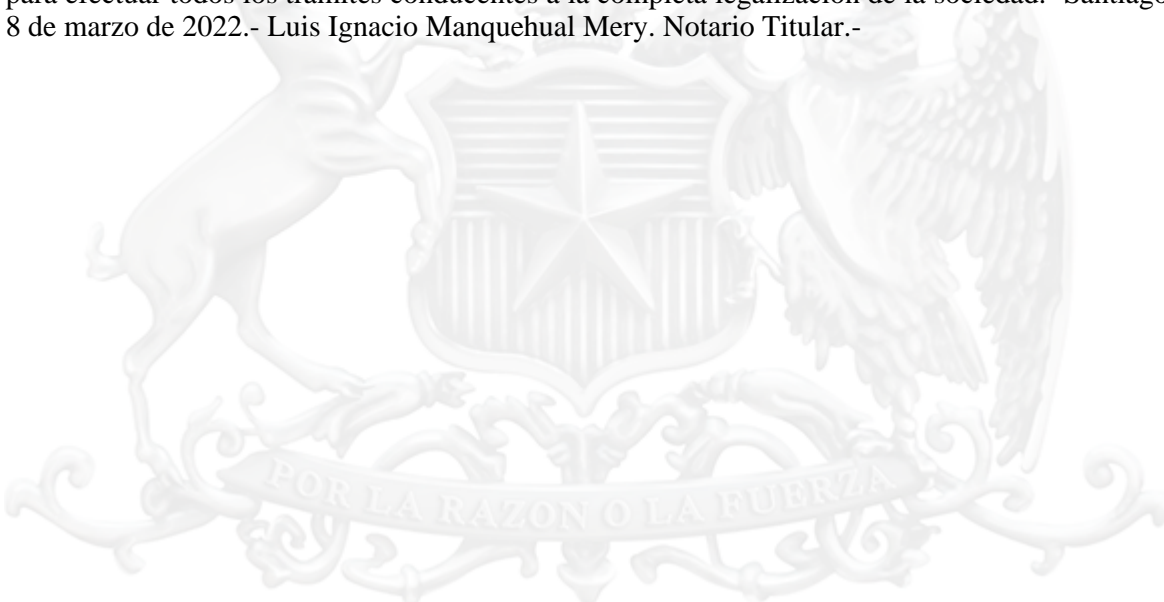 para efectuar todos los trámites conducentes a la completa legalización de la sociedad.- Santiago
8 de marzo de 2022.- Luis Ignacio Manquehual Mery. Notario Titular.-
POR LA RAZON O LA FUERZA